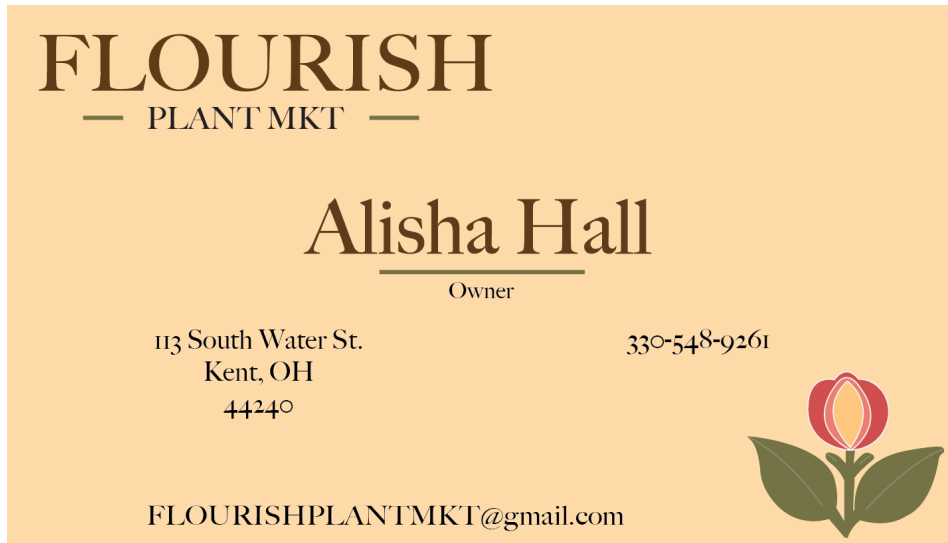 FLOURISH
PLANT MKT
Alisha Hall
Owner
113 South Water St.
Kent, OH
44240
330-548-9261
FLOURISHPLANTMKT@gmail.com